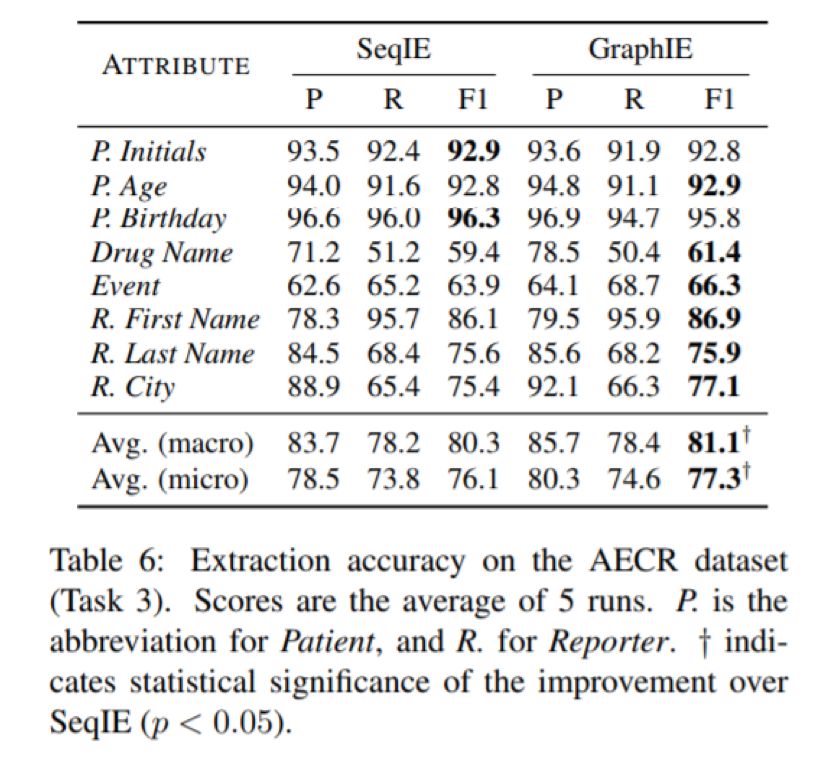 ATTRIBUTE SeqIE GraphIE
P R F1 P R F1
P. Initials 93.5 92.4 92.9 93.6 91.9 92.8
P. Age 94.0 91.6 92.8 94.8 91.1 92.9
P. Birthday 96.6 96.0 96.3 96.9 94.7 95.8
Drug Name 71.2 51.2 59.4 78.5 50.4 61.4
Event 62.6 65.2 63.9 64.1 68.7 66.3
R. First Name 78.3 95.7 86.1 79.5 95.9 86.9
R. Last Name 84.5 68.4 75.6 85.6 68.2 75.9
R. City 88.9 65.4 75.4 92.1 66.3 77.1
Avg. (macro) 83.7 78.2 80.3 85.7 78.4 81.1†
Avg. (micro) 78.5 73.8 76.1 80.3 74.6 77.3†
Table 6: Extraction accuracy on the AECR dataset
(Task 3). Scores are the average of 5 runs. P. is the
abbreviation for Patient, and R. for Reporter. † indi-
cates statistical significance of the improvement over
SeqIE (p < 0.05).